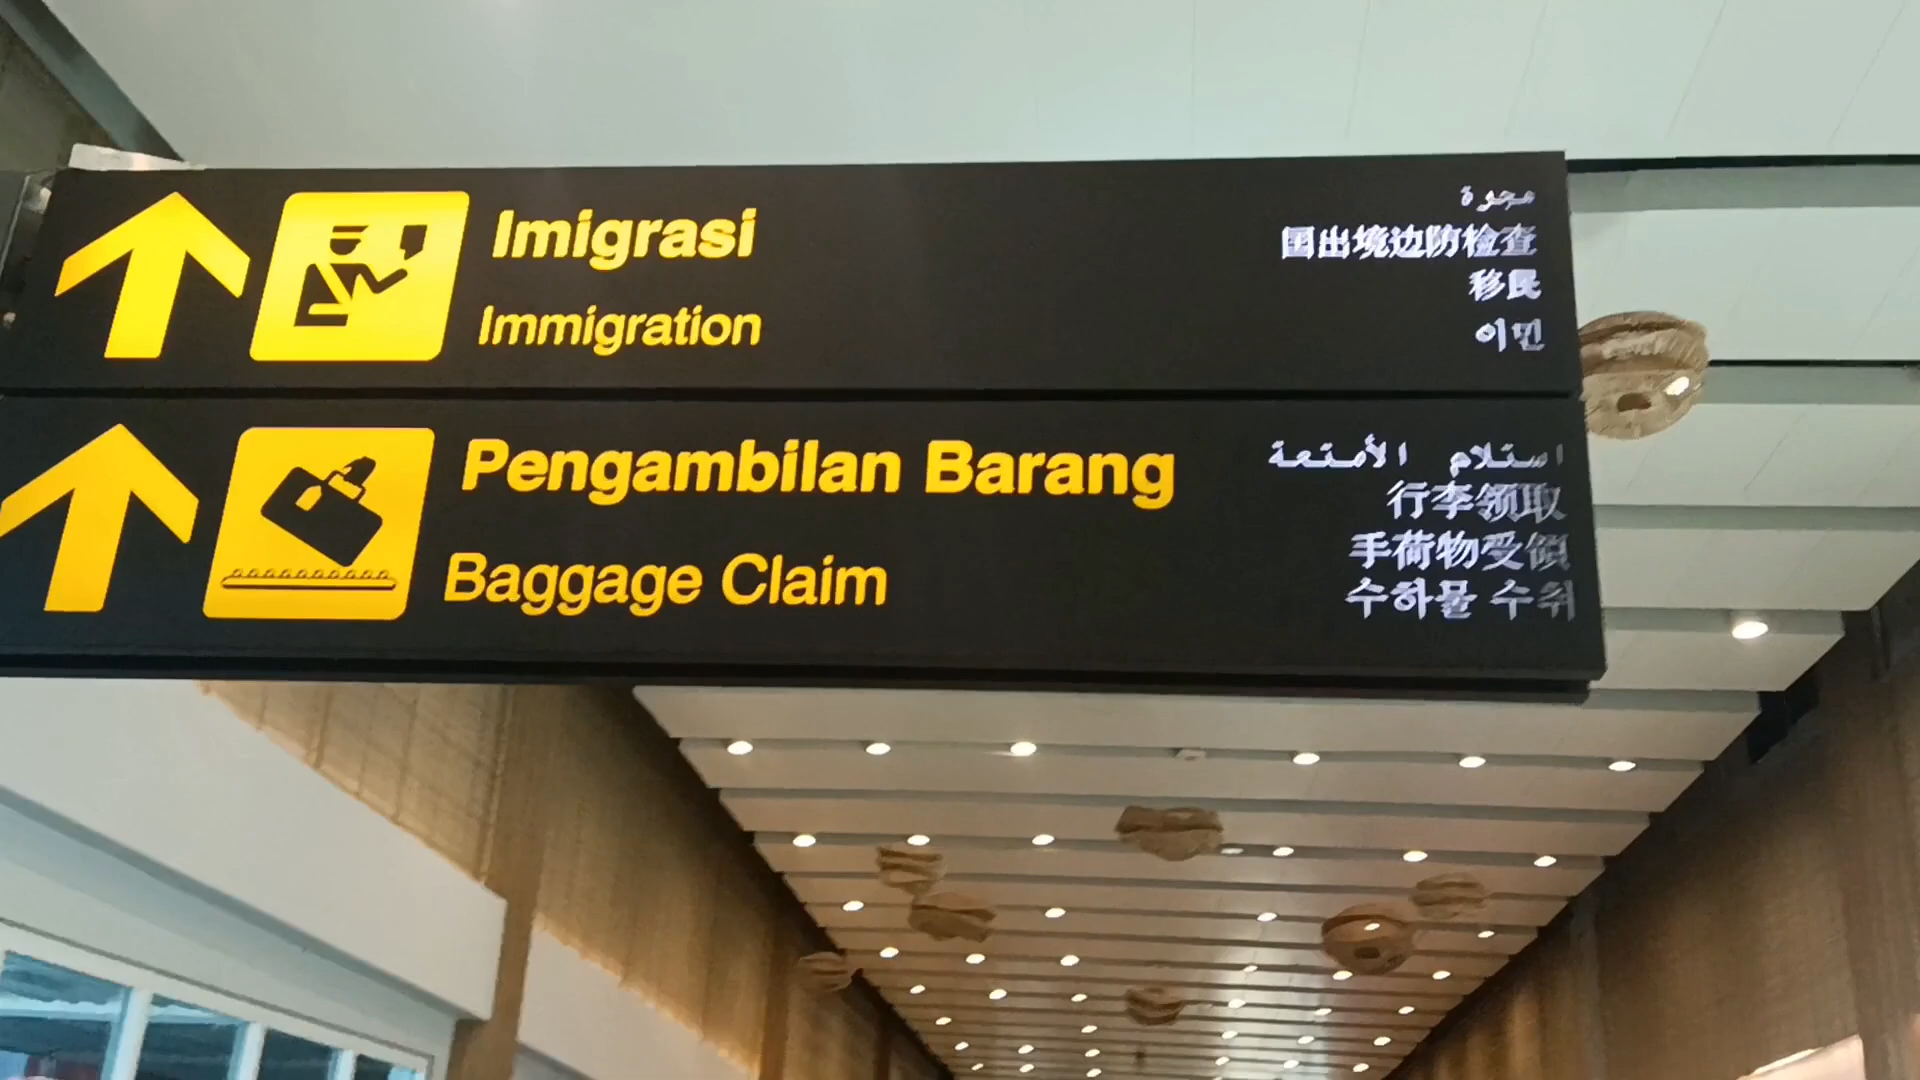 Imigrasi
Immigration
هجرة
国出境边防检查
移民
이민
Pengambilan Barang
Baggage Claim
استلام الأمتعة
行李领取
手荷物受領
수하물 수취